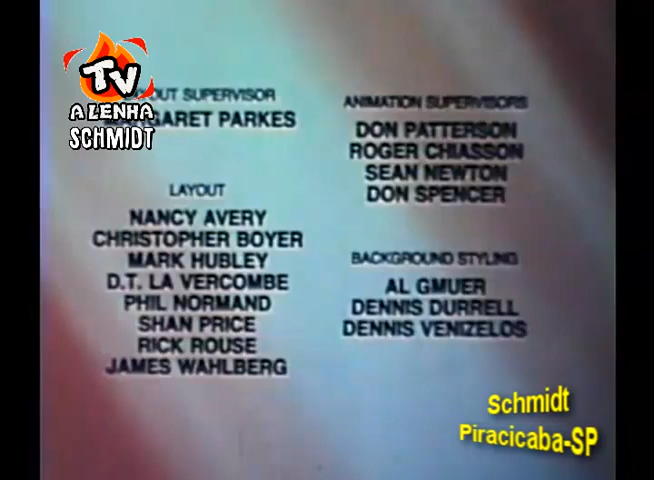 TV
A LENHA
SCHMIDT
OUT SUPERVISOR
MARGARET PARKES
LAYOUT
NANCY AVERY
CHRISTOPHER BOYER
MARK HUBLEY
D.T. LA VERCOMBE
PHIL NORMAND
SHAN PRICE
RICK ROUSE
JAMES WAHLBERG
ANIMATION SUPERVISORS
DON PATTERSON
ROGER CHIASSON
SEAN NEWTON
DON SPENCER
BACKGROUND STYLING
AL GMUER
DENNIS DURRELL
DENNIS VENIZELOS
Schmidt
Piracicaba-SP